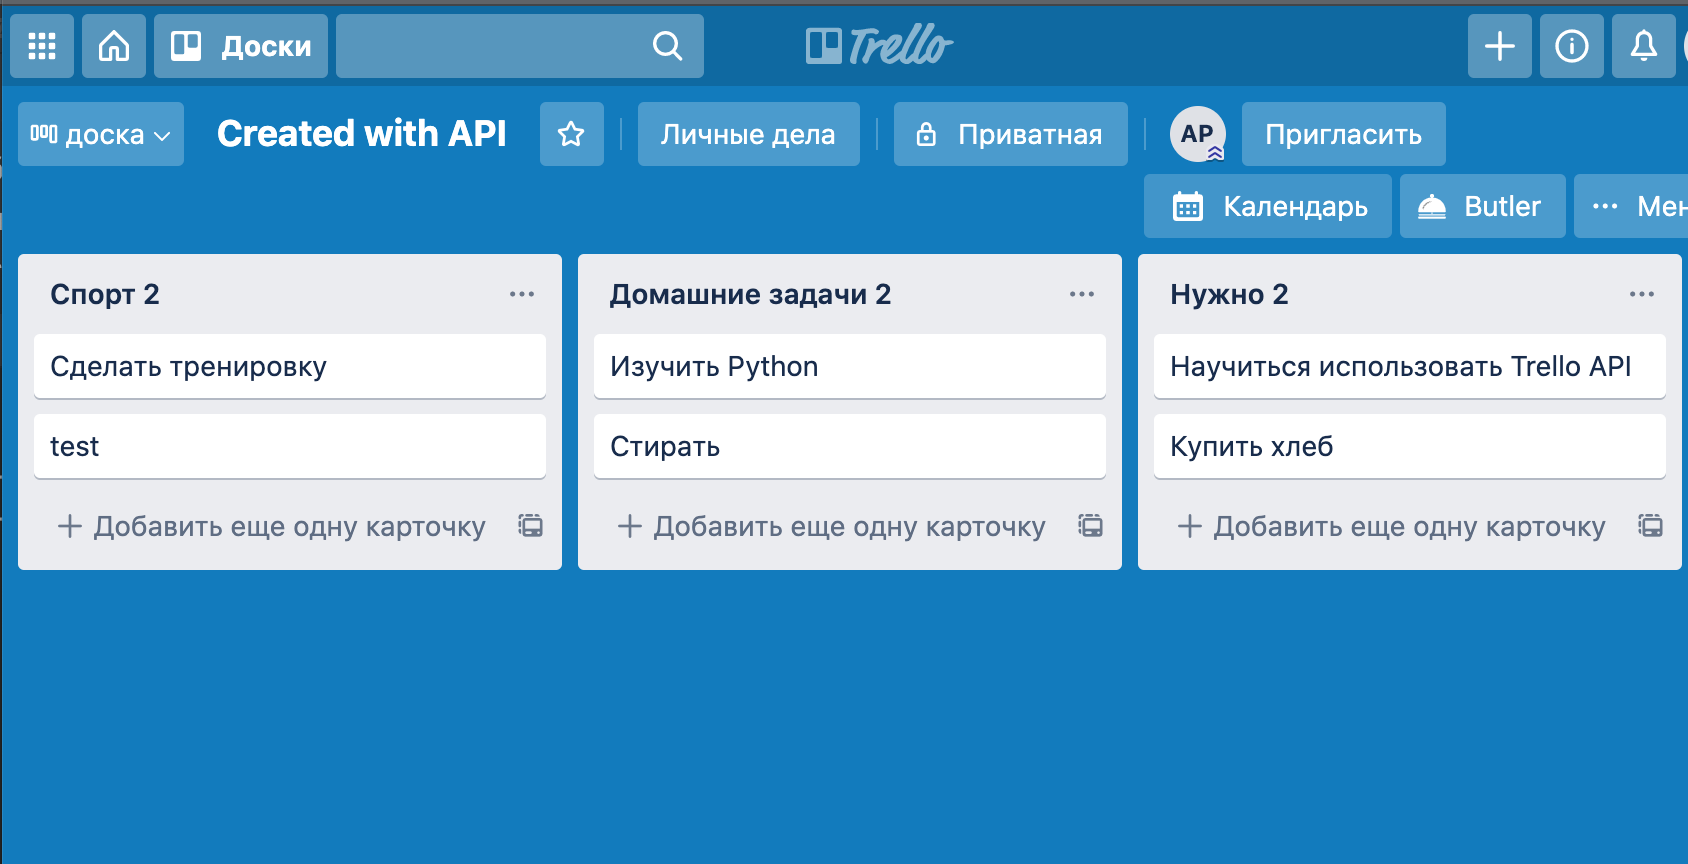 Доски
Trello
доска
Created with API
Личные дела
Приватная
AP
Пригласить
Календарь
Butler
Спорт 2
Сделать тренировку
test
Добавить еще одну карточку
Домашние задачи 2
Изучить Python
Стирать
Добавить еще одну карточку
Нужно 2
Научиться использовать Trello API
Купить хлеб
Добавить еще одну карточку